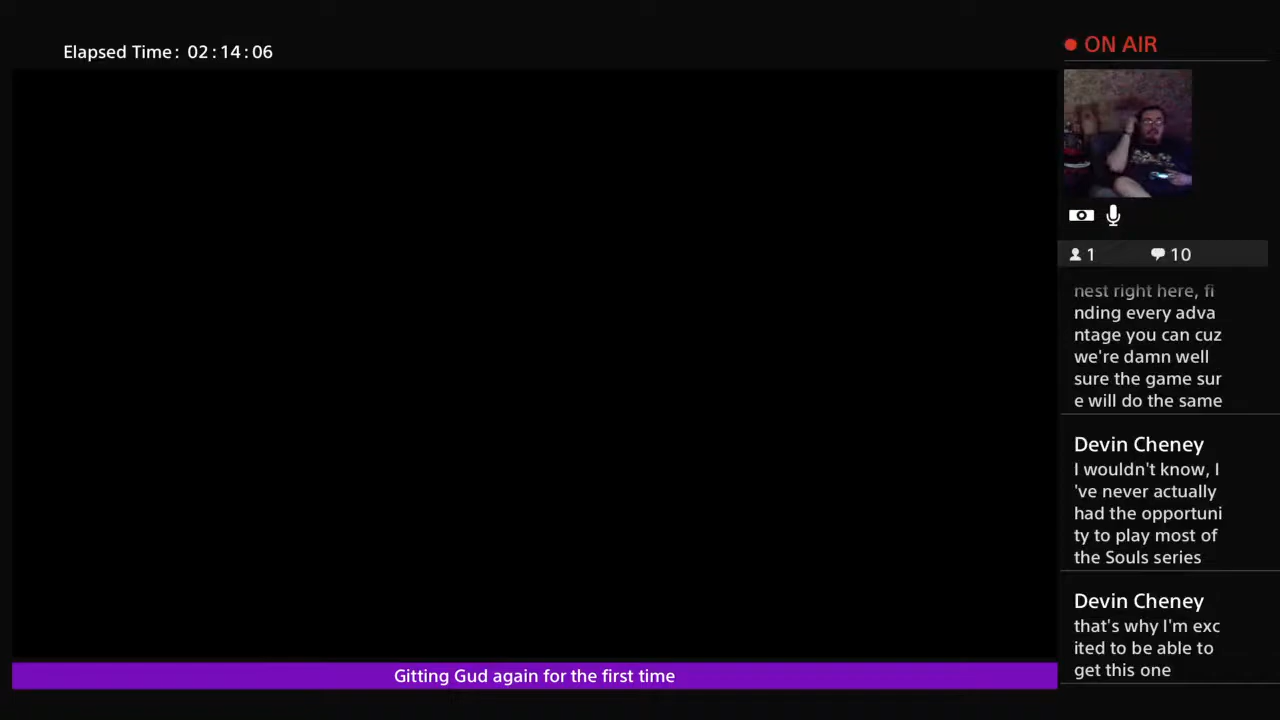 Elapsed Time: 02:14:06
ON AIR
1 10
nest right here, fi
nding every adva
ntage you can cuz
we're damn well
sure the game sur
e will do the same
Devin Cheney
I wouldn't know, I
've never actually
had the opportuni
ty to play most of
the Souls series
Devin Cheney
that's why I'm exc
ited to be able to
get this one
Gitting Gud again for the first time